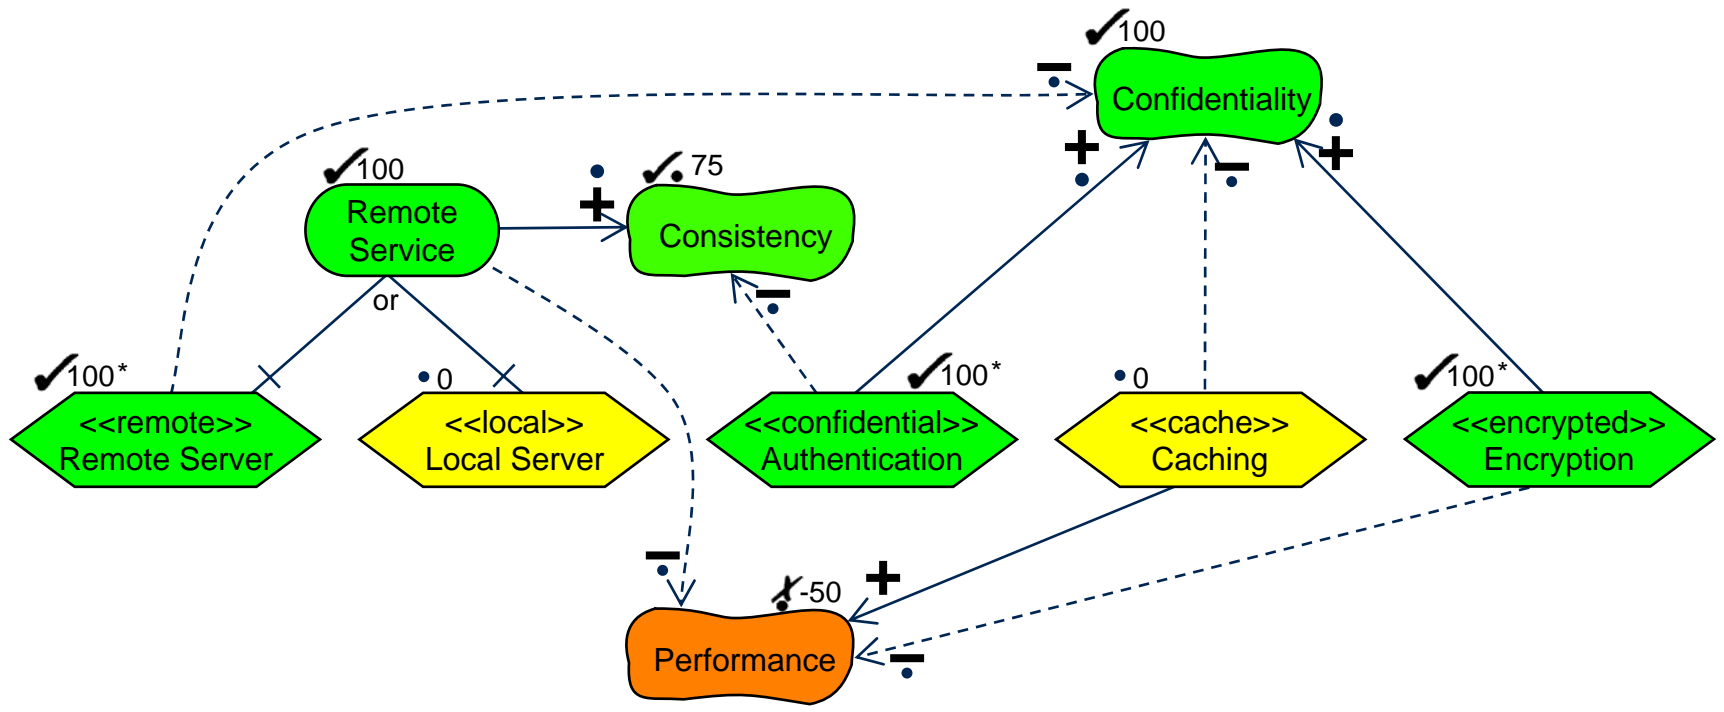 100
Confidentiality
100
Remote
Service
or
75
Consistency
100*
<<remote>>
Remote Server
0
<<local>>
Local Server
100*
<<confidential>>
Authentication
0
<<cache>>
Caching
100*
<<encrypted>>
Encryption
-50
Performance